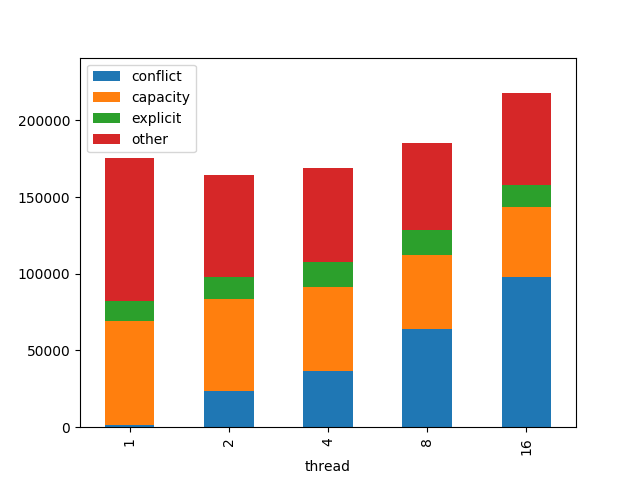 conflict
capacity
explicit
other
200000
150000
100000
50000
0
1 2 4 8 16
thread